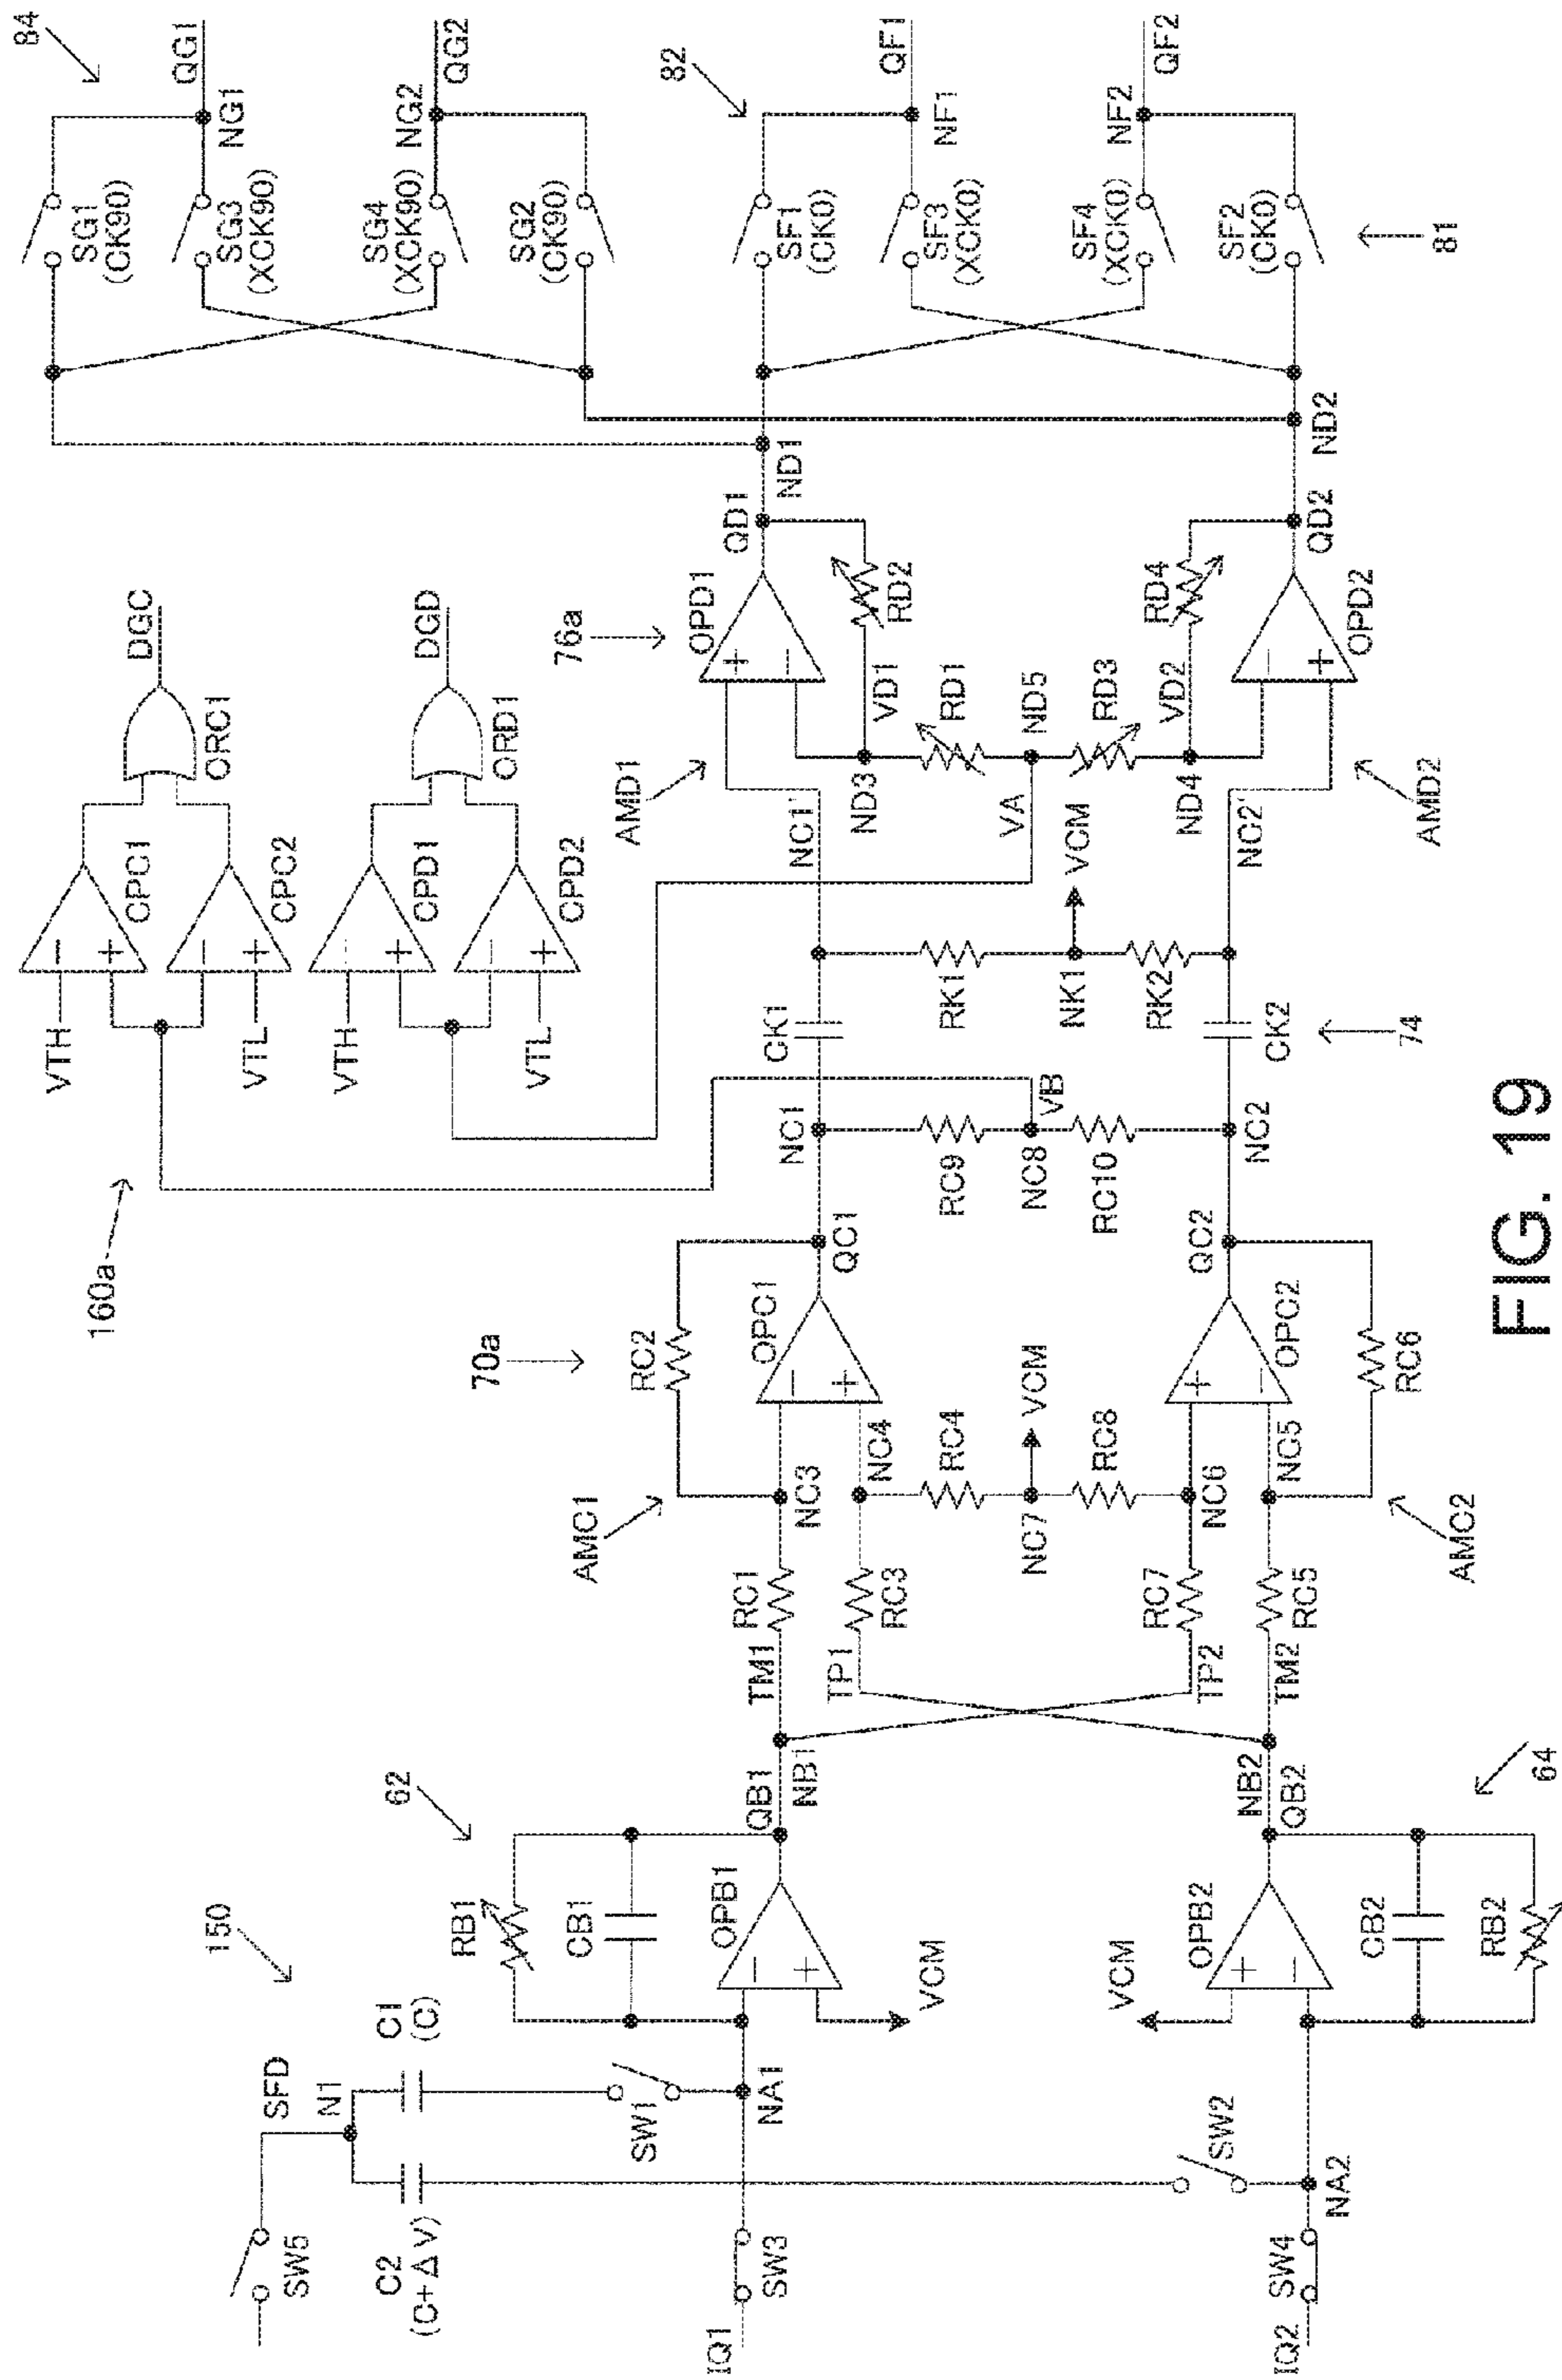 FIG. 19
84
QG1
NG1
SG1
(CK90)
SG3
(XCK90)
QG2
NG2
SG4
(XCK90)
SG2
(CK90)
82
QF1
NF1
SF1
(CK0)
SF3
(XCK0)
QF2
NF2
SF4
(XCK0)
SF2
(CK0)
81
DGC
ORC1
DGD
ORD1
VTH
CPC1
CPC2
VTL
VTH
CPD1
CPD2
VTL
160a
76a
OPD1
QD1
ND1
RD2
VD1
RD1
ND3
AMD1
ND5
VA
RD3
VD2
ND4
RD4
QD2
ND2
OPD2
AMD2
NC1'
NC2'
VCM
RK1
NK1
RK2
CK1
CK2
74
NC1
RC9
VB
NC8
RC10
NC2
70a
RC2
OPC1
QC1
AMC1
NC3
NC4
RC4
VCM
NC7
RC8
NC6
NC5
OPC2
QC2
RC6
AMC2
RC1
TM1
RC3
TP1
RC7
TP2
RC5
TM2
62
QB1
NB1
RB1
CB1
OPB1
VCM
NB2
QB2
64
OPB2
VCM
CB2
RB2
150
SFD
N1
C1
(C)
C2
(C+ΔV)
SW5
SW1
NA1
SW3
IQ1
SW2
NA2
SW4
IQ2